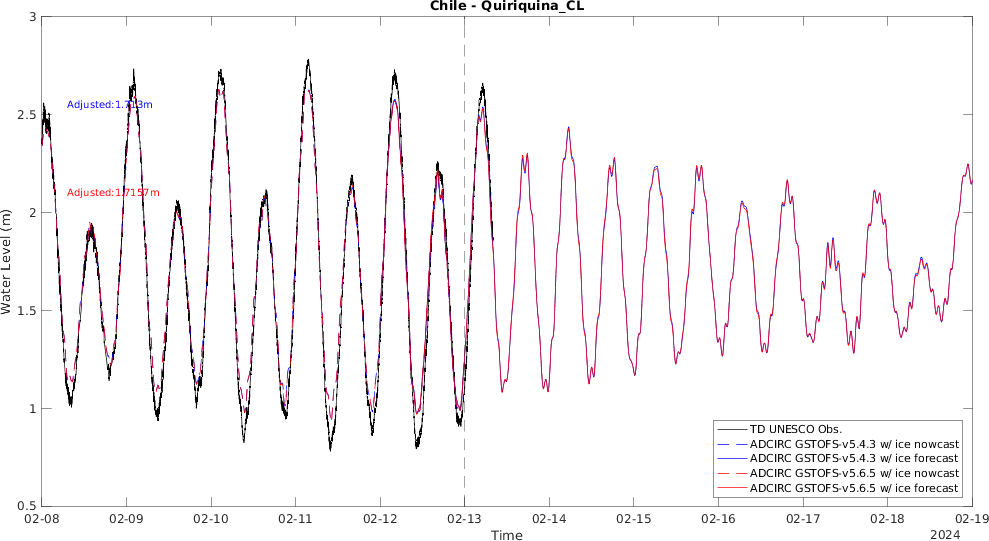 Chile - Quiriquina_CL
3
2.5
2
1.5
1
0.5
Water Level (m)
Adjusted:1.713m
Adjusted:1.7157m
TD UNESCO Obs.
ADCIRC GSTOFS-v5.4.3 w/ ice nowcast
ADCIRC GSTOFS-v5.4.3 w/ ice forecast
ADCIRC GSTOFS-v5.6.5 w/ ice nowcast
ADCIRC GSTOFS-v5.6.5 w/ ice forecast
02-08 02-09 02-10 02-11 02-12 02-13 02-14 02-15 02-16 02-17 02-18 02-19
Time
2024